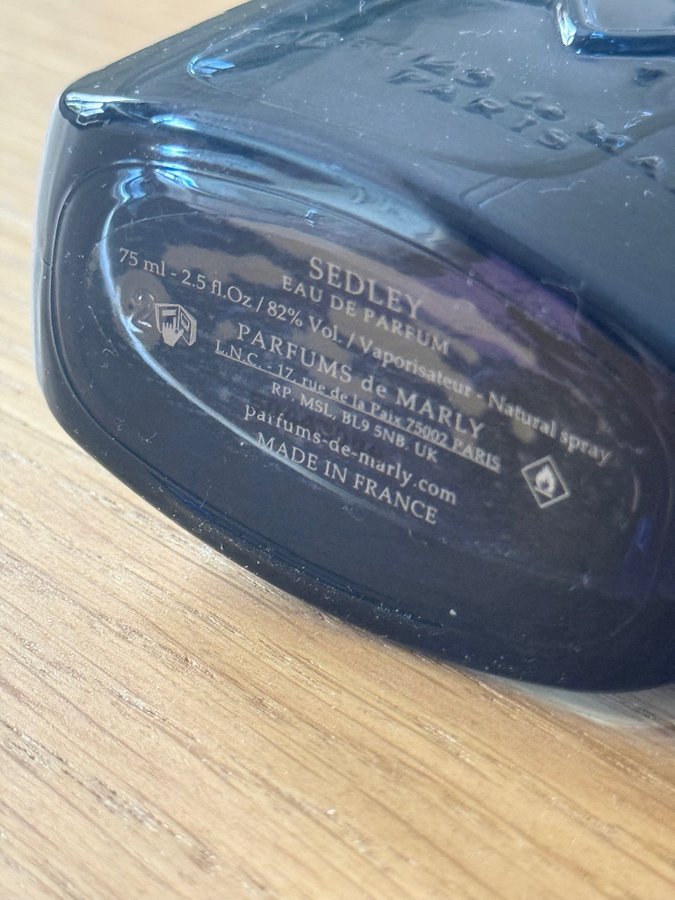 PARIS
SEDLEY
EAU DE PARFUM
75 ml - 2.5 fl.Oz / 82% Vol. / Vaporisateur - Natural spray
PARFUMS de MARLY
L.N.C. - 17, rue de la Paix 75002 PARIS
RP. MSL, BL9 5NB. UK
parfums-de-marly.com
MADE IN FRANCE